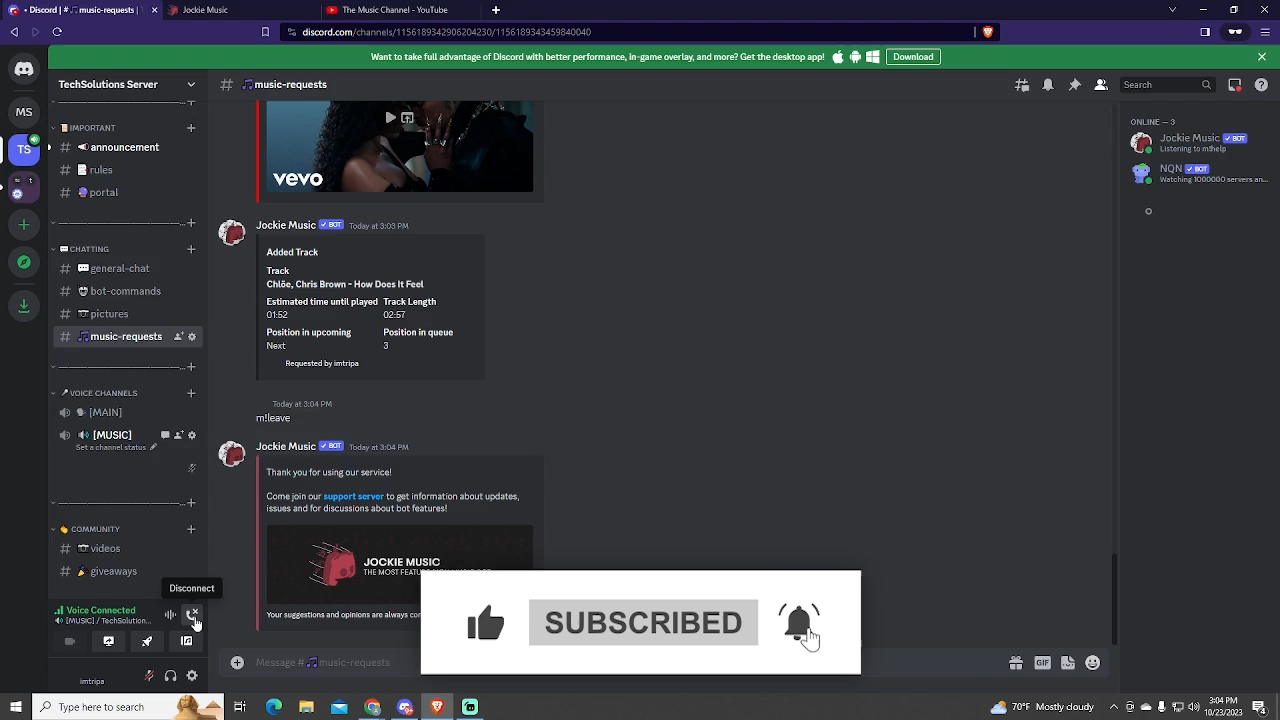 • Discord | #🎵music-requests |
Jockie Music
The Music Channel - YouTube
discord.com/channels/1156189342906204230/1156189343459840040
Want to take full advantage of Discord with better performance, in-game overlay, and more? Get the desktop app!
Download
TechSolutions Server
🎵music-requests
Search
MS
TS
IMPORTANT
announcement
rules
portal
CHATTING
general-chat
bot-commands
pictures
music-requests
VOICE CHANNELS
[MAIN]
[MUSIC]
Set a channel status
COMMUNITY
videos
giveaways
Disconnect
Voice Connected
[MUSIC] / TechSolution...
imtripa
vevo
Jockie Music BOT Today at 3:03 PM
Added Track
Track
Chlöe, Chris Brown - How Does It Feel
Estimated time until played Track Length
01:52 02:57
Position in upcoming Position in queue
Next 3
Requested by imtripa
Today at 3:04 PM
m!leave
Jockie Music BOT Today at 3:04 PM
Thank you for using our service!
Come join our support server to get information about updates,
issues and for discussions about bot features!
JOCKIE MUSIC
Your suggestions and opinions are always co
SUBSCRIBED
Message #🎵music-requests
GIF
ONLINE — 3
Jockie Music BOT
Listening to m!help
NQN BOT
Watching 1000000 servers an...
Type here to search
70°F Mostly cloudy
3:04 PM
10/23/2023